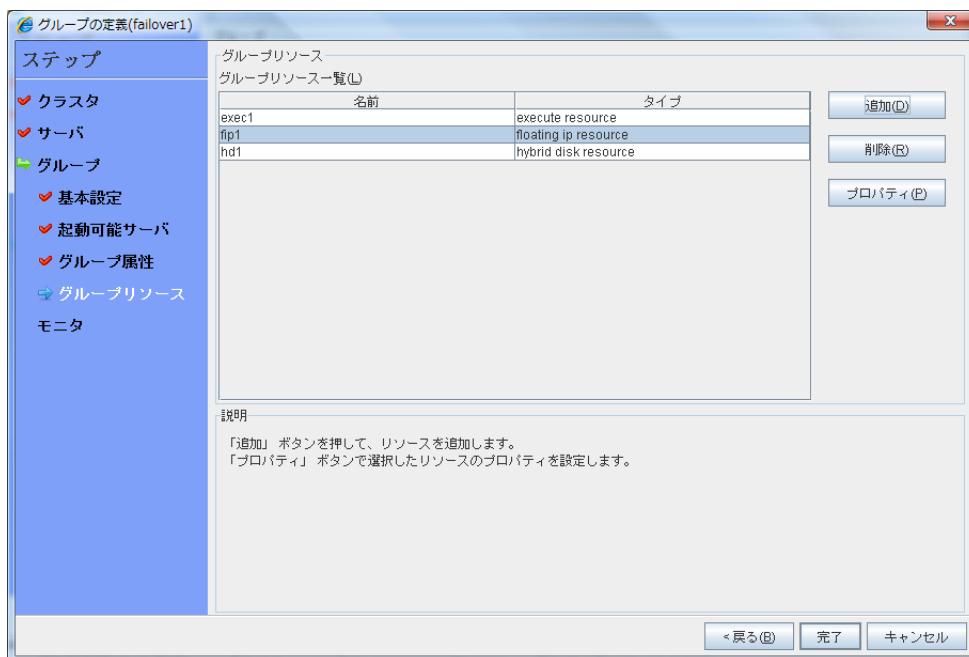 グループの定義(failover1)
ステップ
クラスタ
サーバ
グループ
基本設定
起動可能サーバ
グループ属性
グループリソース
モニタ
グループリソース
グループリソース一覧(L)
名前 タイプ
exec1 execute resource
fip1 floating ip resource
hd1 hybrid disk resource
追加(D)
削除(R)
プロパティ(P)
説明
「追加」 ボタンを押して、リソースを追加します。
「プロパティ」 ボタンで選択したリソースのプロパティを設定します。
<戻る(B) 完了 キャンセル